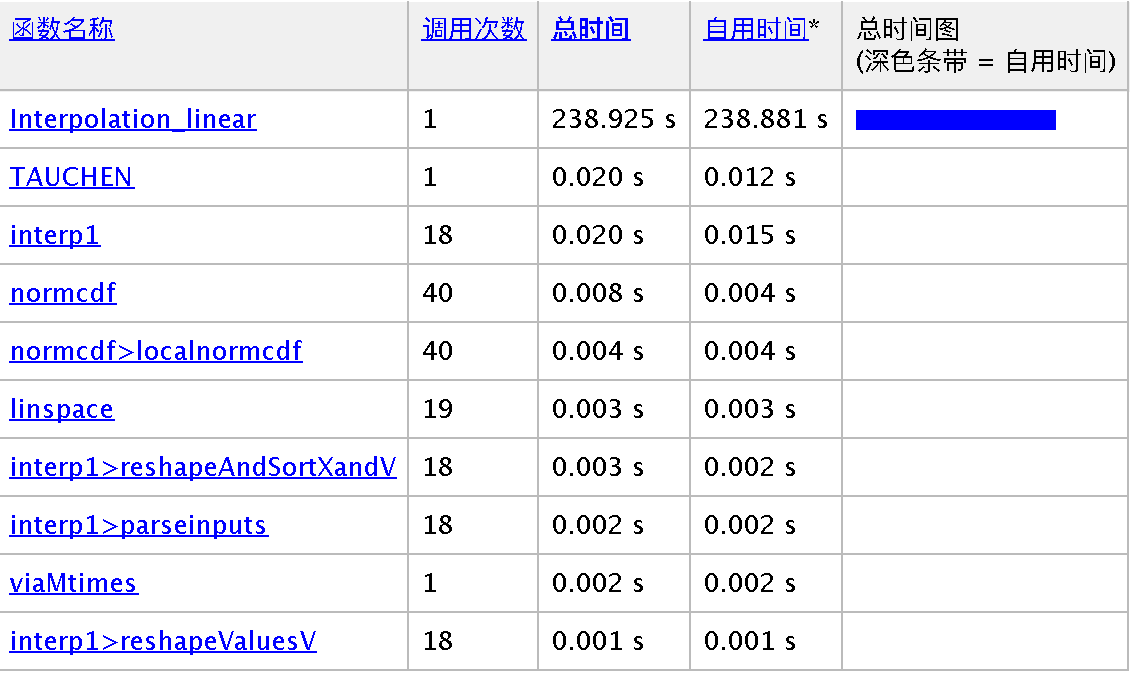 函数名称 调用次数 总时间 自用时间* 总时间图
(深色条带 = 自用时间)
Interpolation_linear 1 238.925 s 238.881 s
TAUCHEN 1 0.020 s 0.012 s
interp1 18 0.020 s 0.015 s
normcdf 40 0.008 s 0.004 s
normcdf>localnormcdf 40 0.004 s 0.004 s
linspace 19 0.003 s 0.003 s
interp1>reshapeAndSortXandV 18 0.003 s 0.002 s
interp1>parseinputs 18 0.002 s 0.002 s
viaMtimes 1 0.002 s 0.002 s
interp1>reshapeValuesV 18 0.001 s 0.001 s